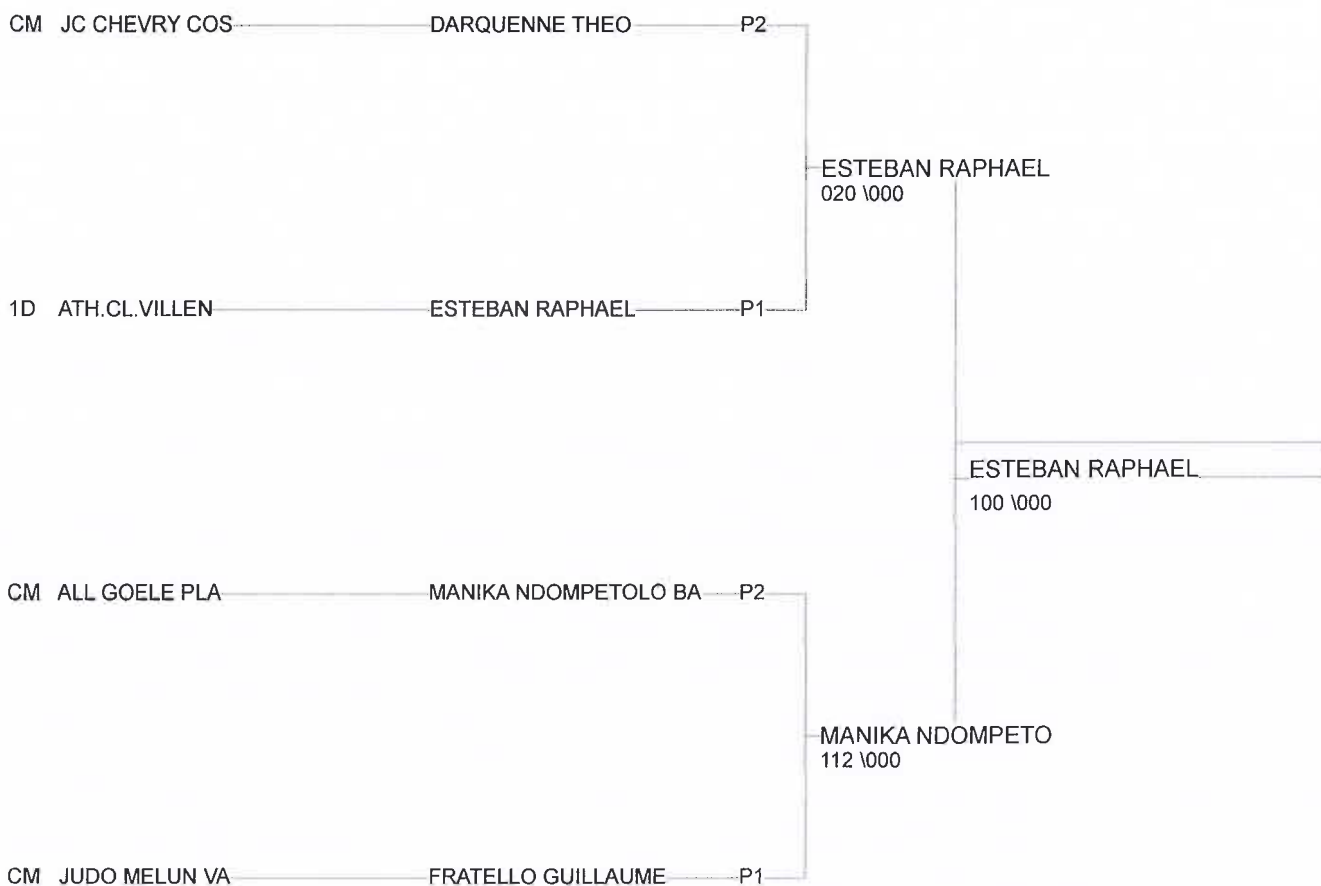 CM JC CHEVRY COS DARQUENNE THEO P2
ESTEBAN RAPHAEL
020 \000
1D ATH.CL.VILLEN ESTEBAN RAPHAEL P1
ESTEBAN RAPHAEL
100 \000
CM ALL GOELE PLA MANIKA NDOMPETOLO BA P2
MANIKA NDOMPETO
112 \000
CM JUDO MELUN VA FRATELLO GUILLAUME P1